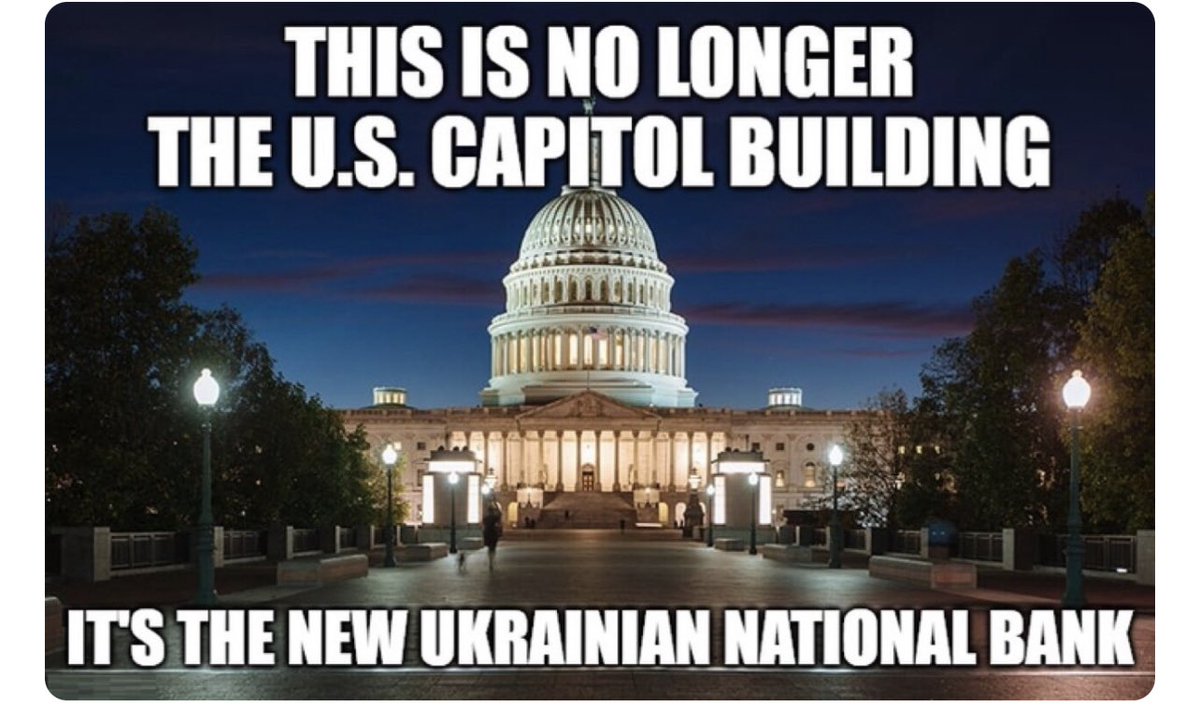 THIS IS NO LONGER
THE U.S. CAPITOL BUILDING
IT'S THE NEW UKRAINIAN NATIONAL BANK